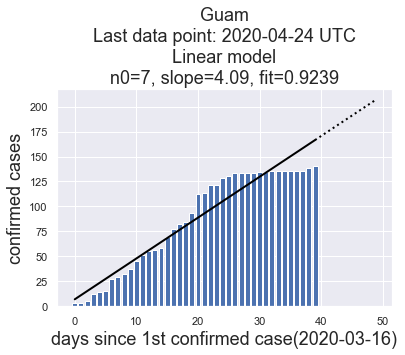 Guam
Last data point: 2020-04-24 UTC
Linear model
n0=7, slope=4.09, fit=0.9239
200
175
150
125
100
75
50
25
0
confirmed cases
0 10 20 30 40 50
days since 1st confirmed case(2020-03-16)